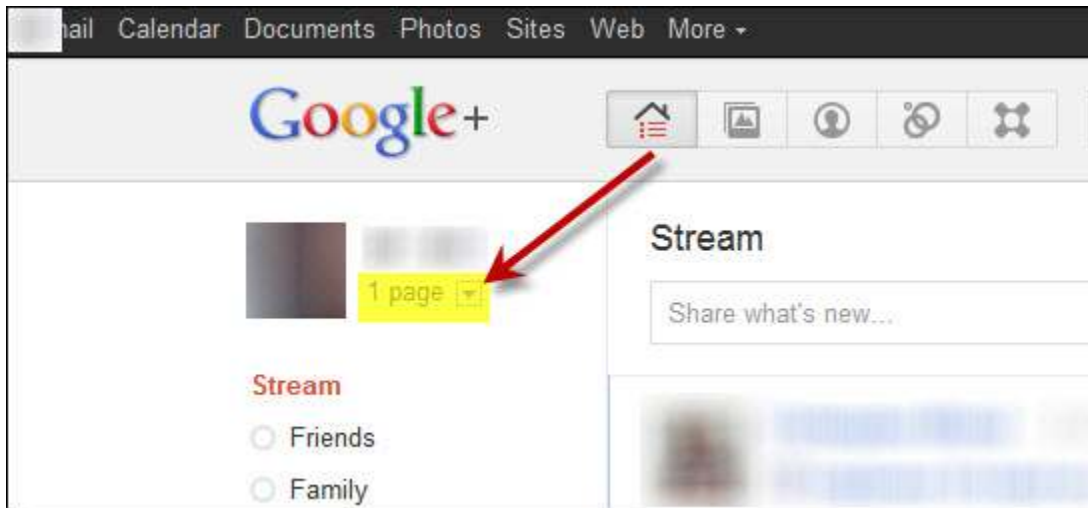 ail Calendar Documents Photos Sites Web More
Google+
Stream
1 page
Share what's new...
Stream
Friends
Family